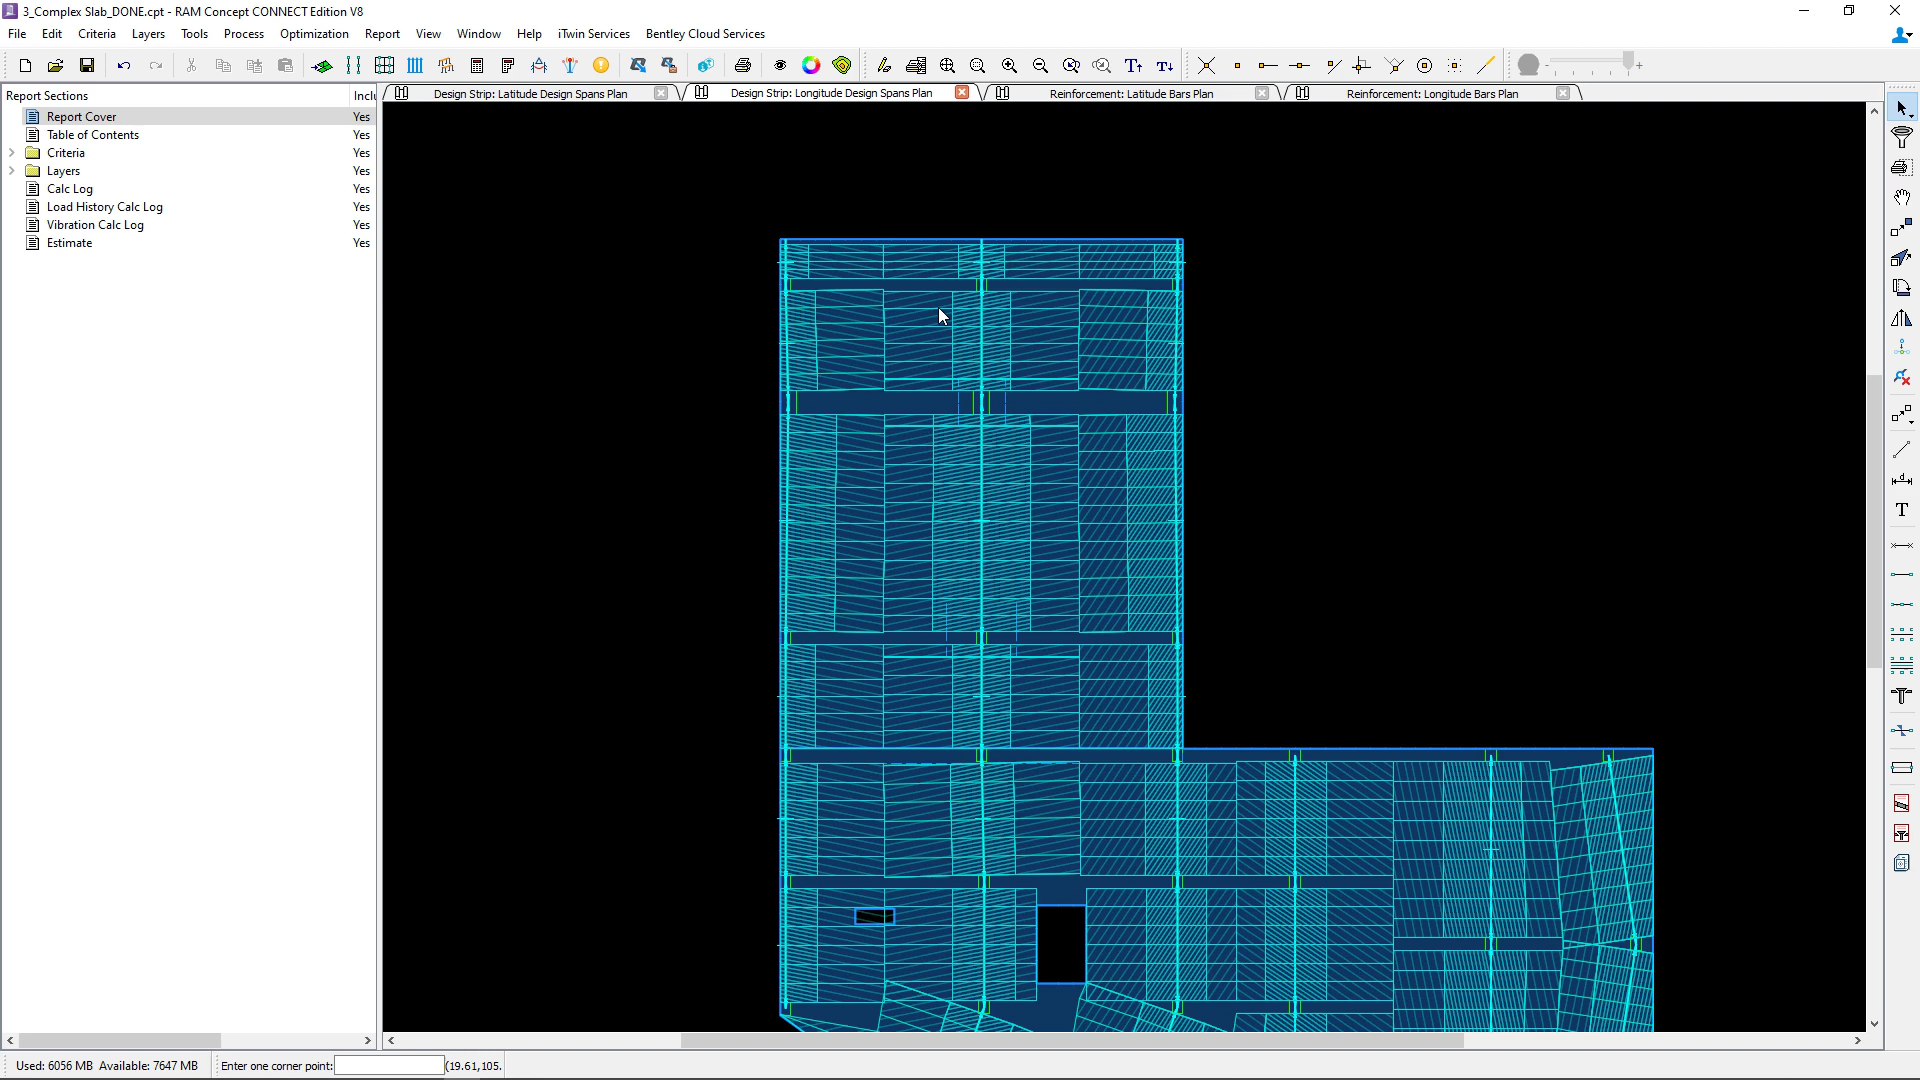 3_Complex Slab_DONE.cpt - RAM Concept CONNECT Edition V8
File Edit Criteria Layers Tools Process Optimization Report View Window Help iTwin Services Bentley Cloud Services
Report Sections Inclu
Design Strip: Latitude Design Spans Plan
Design Strip: Longitude Design Spans Plan
Reinforcement: Latitude Bars Plan
Reinforcement: Longitude Bars Plan
Report Cover Yes
Table of Contents Yes
Criteria Yes
Layers Yes
Calc Log Yes
Load History Calc Log Yes
Vibration Calc Log Yes
Estimate Yes
Used: 6056 MB Available: 7647 MB Enter one corner point: (19.61,105.